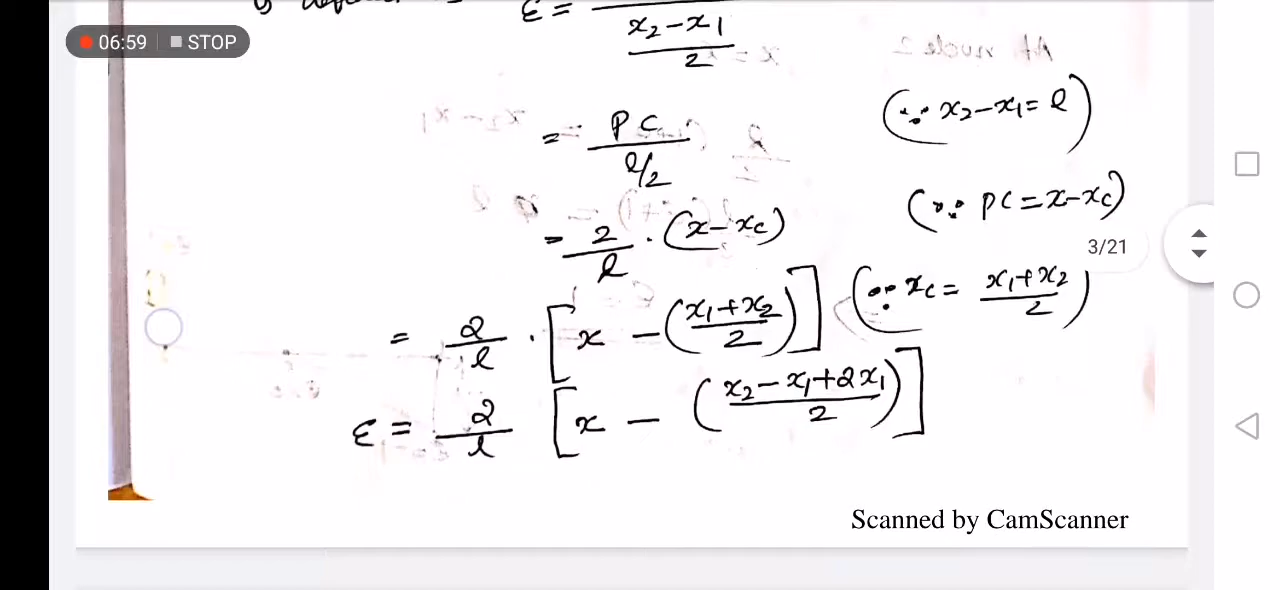 ε =
x₂-x₁
2
06:59 STOP
= PC / l/2 (∵ x₂-x₁= l)
= 2/l . (x-x_c) (∵ PC = x-x_c)
3/21
= 2/l . [x - (x₁+x₂ / 2)] (∵ x_c = x₁+x₂ / 2)
ε = 2/l [x - (x₂-x₁+2x₁ / 2)]
Scanned by CamScanner